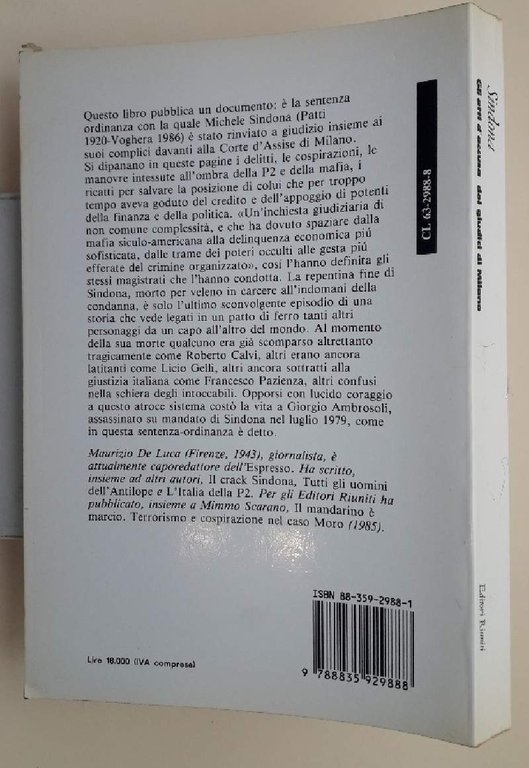 Questo libro pubblica un documento: è la sentenza
ordinanza con la quale Michele Sindona (Patti
1920-Voghera 1986) è stato rinviato a giudizio insieme ai
suoi complici davanti alla Corte d'Assise di Milano.
Si dipanano in queste pagine i delitti, le cospirazioni, le
manovre intessute all'ombra della P2 e della mafia, i
ricatti per salvare la posizione di colui che per troppo
tempo aveva goduto del credito e dell'appoggio di potenti
della finanza e della politica. «Un'inchiesta giudiziaria di
non comune complessità, e che ha dovuto spaziare dalla
mafia siculo-americana alla delinquenza economica piú
sofisticata, dalle trame dei poteri occulti alle gesta piú
efferate del crimine organizzato», cosí l'hanno definita gli
stessi magistrati che l'hanno condotta. La repentina fine di
Sindona, morto per veleno in carcere all'indomani della
condanna, è solo l'ultimo sconvolgente episodio di una
storia che vede legati in un patto di ferro tanti altri
personaggi da un capo all'altro del mondo. Al momento
della sua morte qualcuno era già scomparso altrettanto
tragicamente come Roberto Calvi, altri erano ancora
latitanti come Licio Gelli, altri ancora sottratti alla
giustizia italiana come Francesco Pazienza, altri confusi
nella schiera degli intoccabili. Opporsi con lucido coraggio
a questo atroce sistema costò la vita a Giorgio Ambrosoli,
assassinato su mandato di Sindona nel luglio 1979, come
in questa sentenza-ordinanza è detto.
Maurizio De Luca (Firenze, 1943), giornalista, è
attualmente caporedattore dell'Espresso. Ha scritto,
insieme ad altri autori, Il crack Sindona, Tutti gli uomini
dell'Antilope e L'Italia della P2. Per gli Editori Riuniti ha
pubblicato, insieme a Mimmo Scarano, Il mandarino è
marcio. Terrorismo e cospirazione nel caso Moro (1985).
Lire 18.000 (IVA compresa)
ISBN 88-359-2988-1
9 788835 929888
CL 63-2988-8
Sindona
Gli atti d'accusa dei giudici di Milano
Editori Riuniti